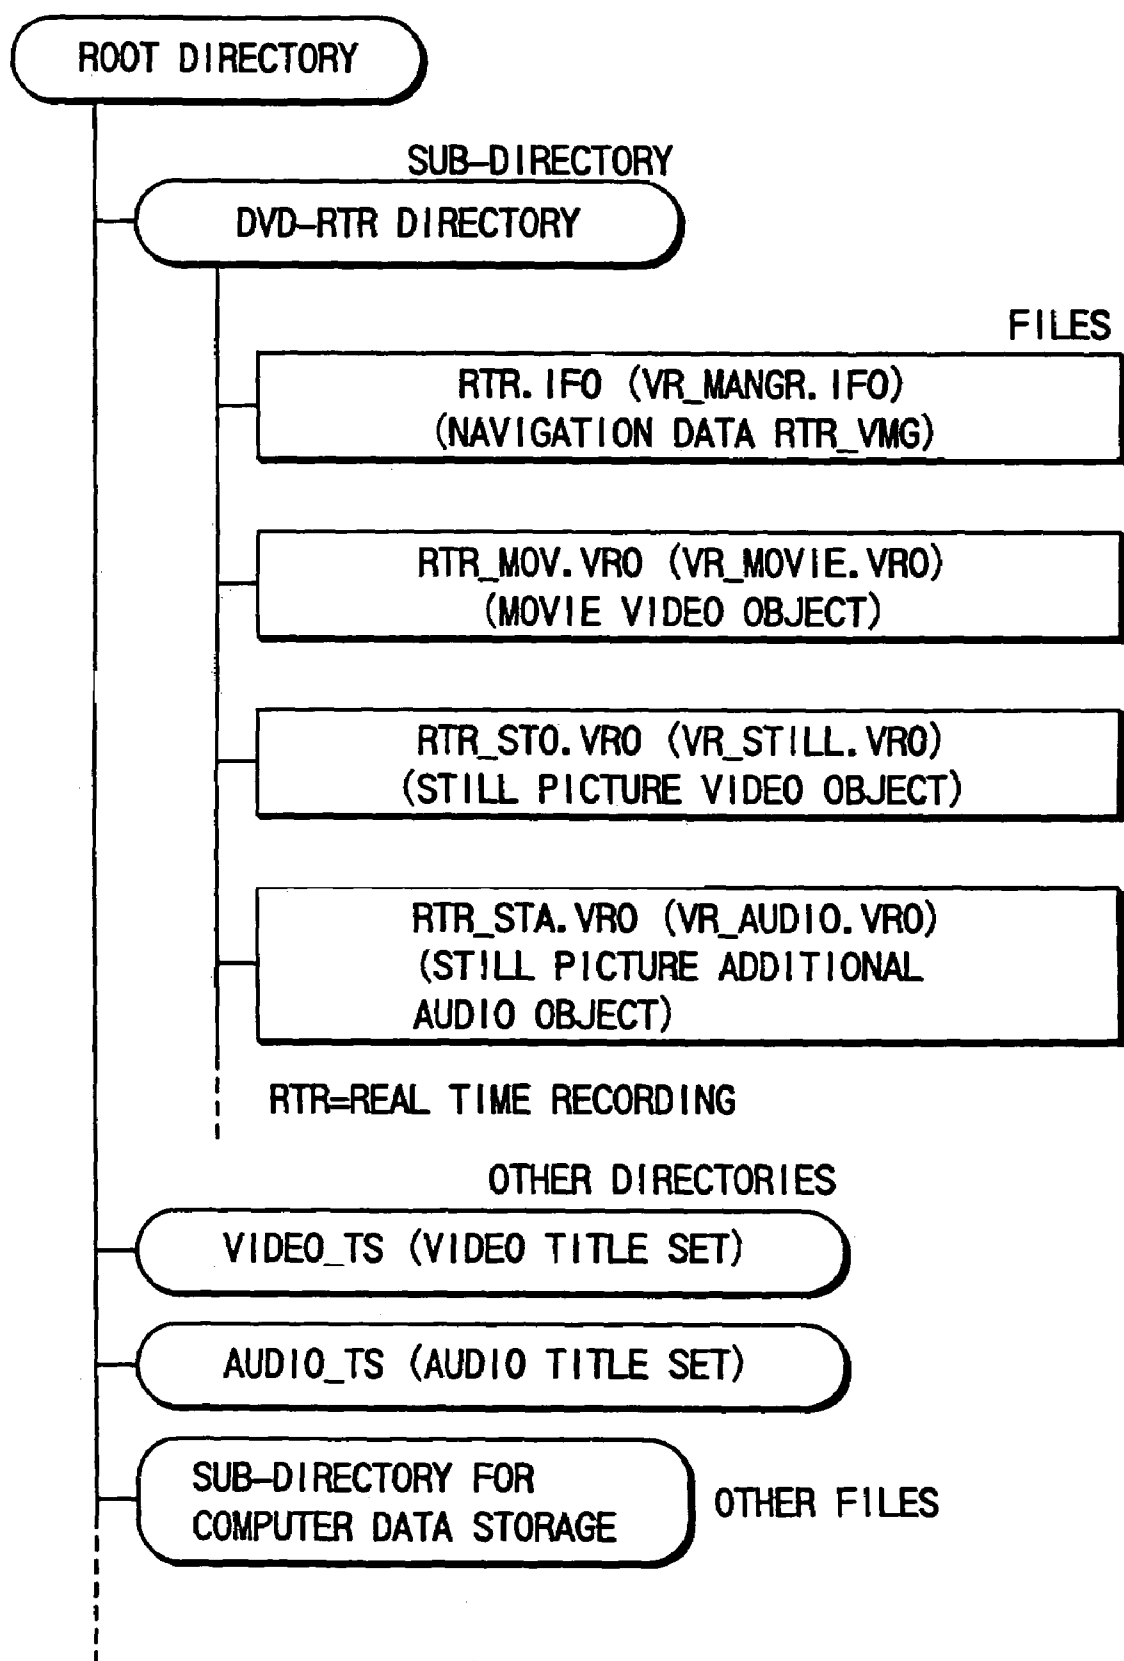 ROOT DIRECTORY
SUB-DIRECTORY
DVD-RTR DIRECTORY
FILES
RTR.IFO (VR_MANGR.IFO)
(NAVIGATION DATA RTR_VMG)
RTR_MOV.VRO (VR_MOVIE.VRO)
(MOVIE VIDEO OBJECT)
RTR_STO.VRO (VR_STILL.VRO)
(STILL PICTURE VIDEO OBJECT)
RTR_STA.VRO (VR_AUDIO.VRO)
(STILL PICTURE ADDITIONAL
AUDIO OBJECT)
RTR=REAL TIME RECORDING
OTHER DIRECTORIES
VIDEO_TS (VIDEO TITLE SET)
AUDIO_TS (AUDIO TITLE SET)
SUB-DIRECTORY FOR
COMPUTER DATA STORAGE
OTHER FILES